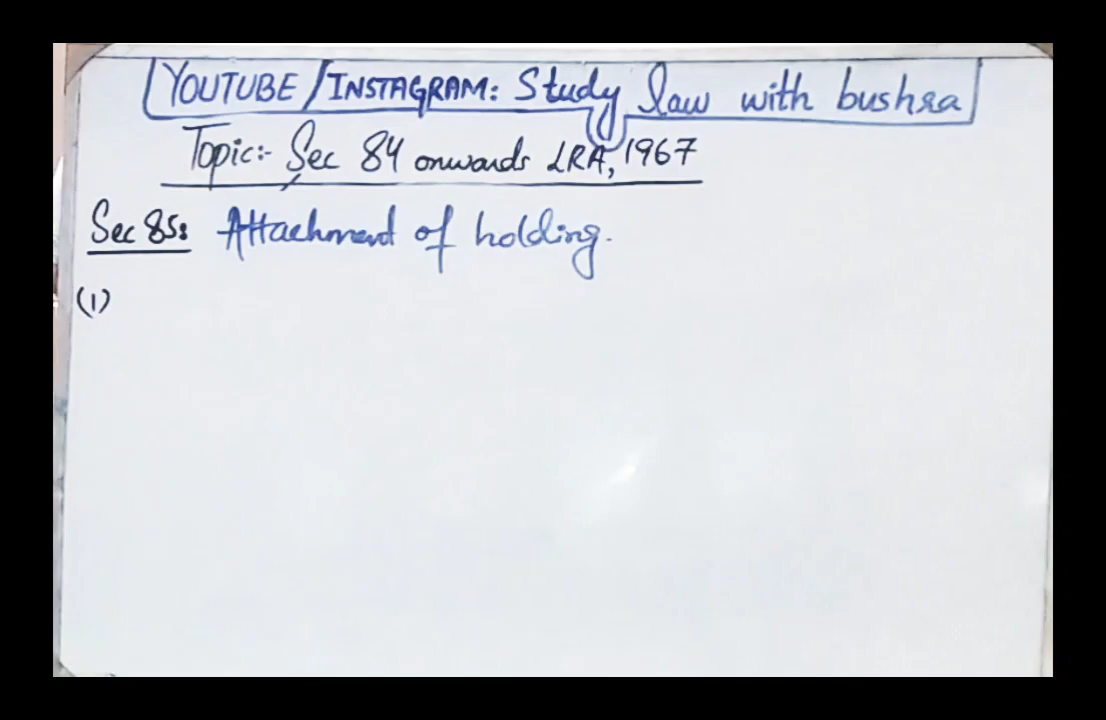 YOUTUBE/INSTAGRAM: Study law with bushra
Topic:- Sec 84 onwards LRA, 1967
Sec 85: Attachment of holding.
(1)